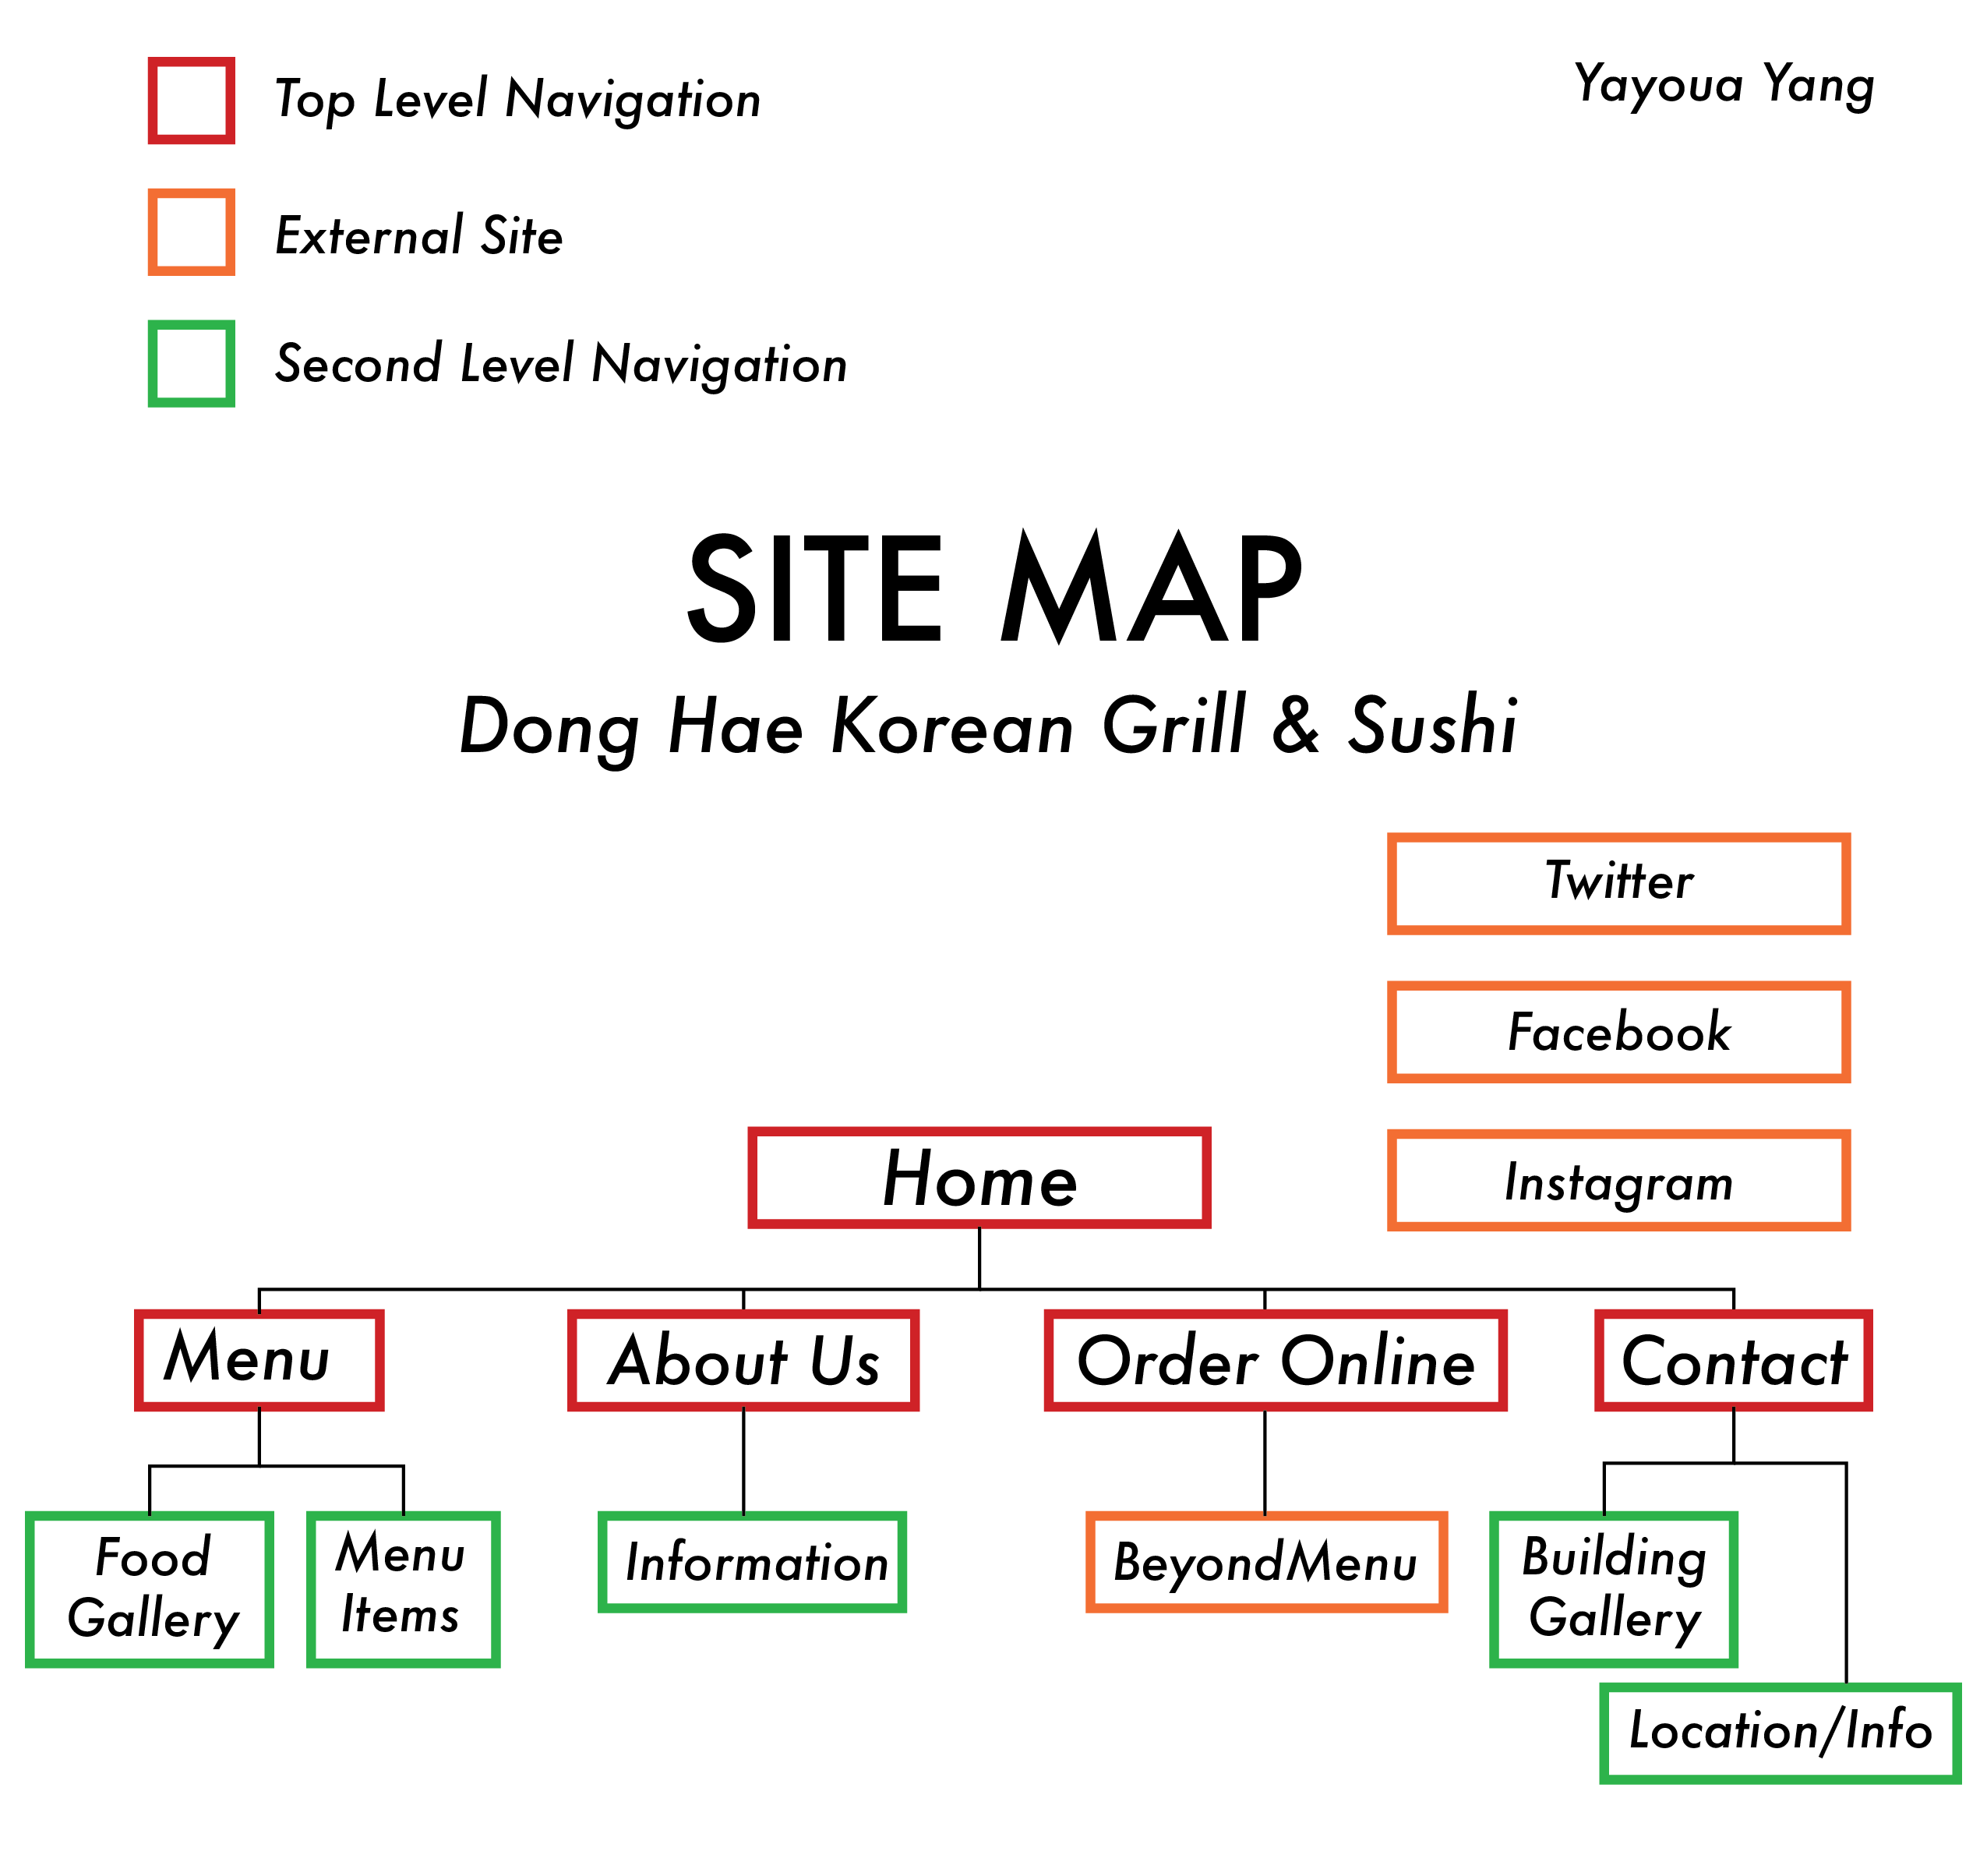 Top Level Navigation
Yayoua Yang
External Site
Second Level Navigation
SITE MAP
Dong Hae Korean Grill & Sushi
Twitter
Facebook
Instagram
Home
Menu
About Us
Order Online
Contact
Food
Gallery
Menu
Items
Information
BeyondMenu
Building
Gallery
Location/Info